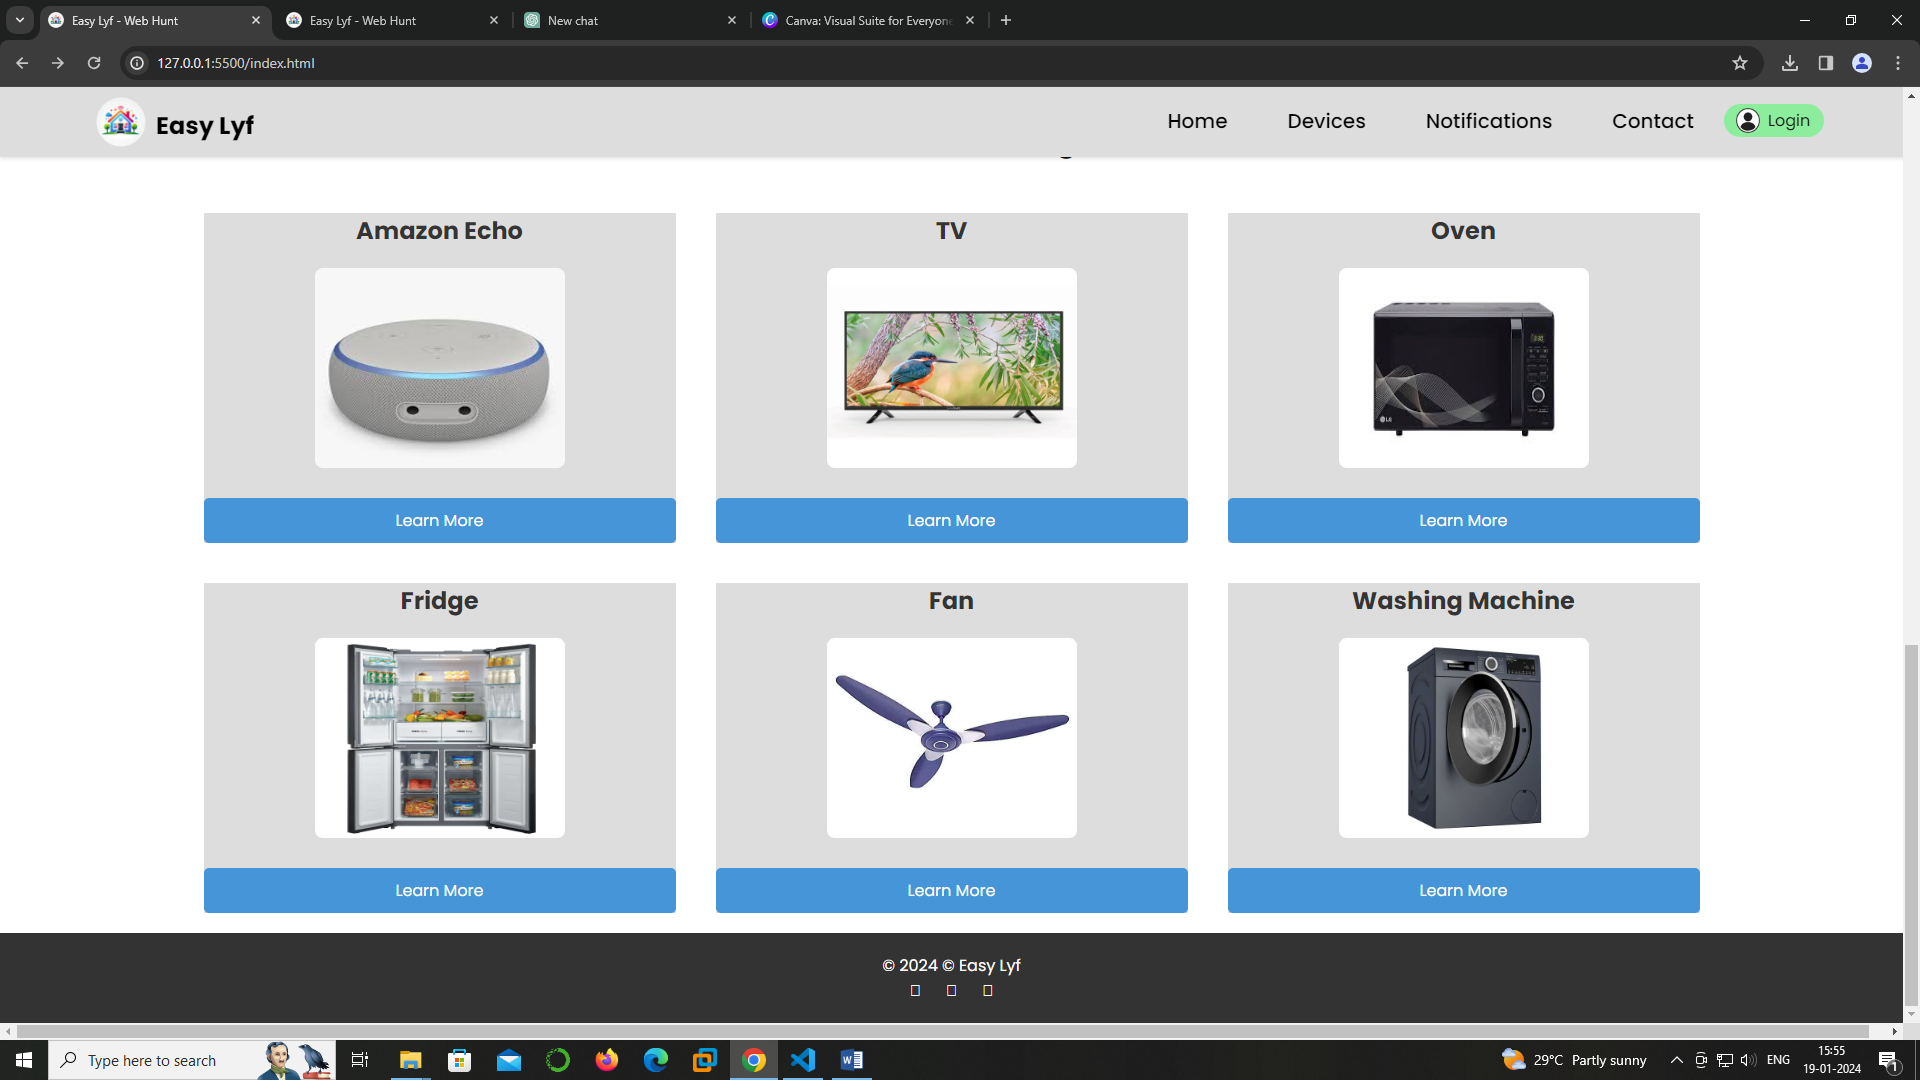 Easy Lyf - Web Hunt
Easy Lyf - Web Hunt
New chat
Canva: Visual Suite for Everyone
127.0.0.1:5500/index.html
Easy Lyf
Home
Devices
Notifications
Contact
Login
Amazon Echo
TV
Oven
LG
Learn More
Learn More
Learn More
Fridge
Fan
Washing Machine
Learn More
Learn More
Learn More
© 2024 © Easy Lyf
Type here to search
29°C Partly sunny
ENG
15:55
19-01-2024
1